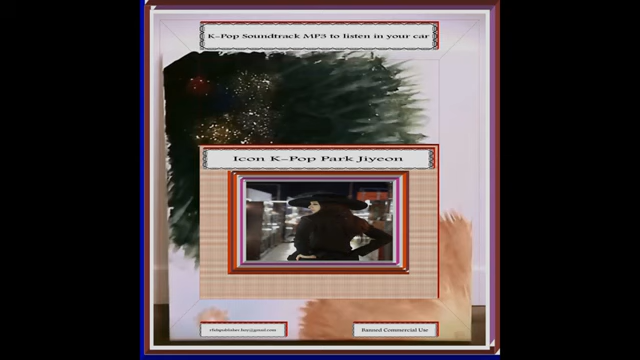 K-Pop Soundtrack MP3 to listen in your car
Icon K-Pop Park Jiyeon
Banned Commercial Use